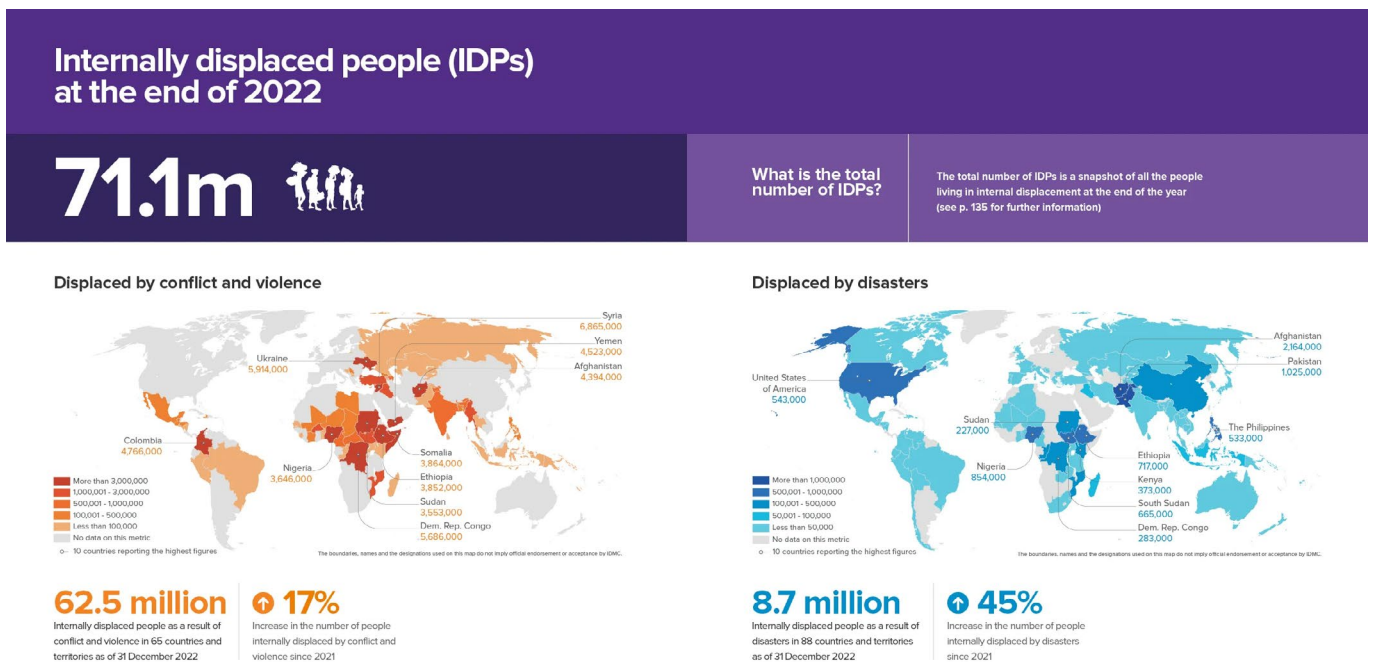 Internally displaced people (IDPs)
at the end of 2022
71.1m
What is the total
number of IDPs?
The total number of IDPs is a snapshot of all the people
living in internal displacement at the end of the year
(see p. 135 for further information)
Displaced by conflict and violence
Syria
6,865,000
Yemen
4,523,000
Afghanistan
4,394,000
Ukraine
5,914,000
Colombia
4,766,000
Nigeria
3,646,000
Somalia
3,864,000
Ethiopia
3,852,000
Sudan
3,553,000
Dem. Rep. Congo
5,686,000
More than 3,000,000
1,000,001 - 3,000,000
500,001 - 1,000,000
100,001 - 500,000
Less than 100,000
No data on this metric
10 countries reporting the highest figures
The boundaries, names and the designations used on this map do not imply official endorsement or acceptance by IDMC.
62.5 million
Internally displaced people as a result of
conflict and violence in 65 countries and
territories as of 31 December 2022
17%
Increase in the number of people
internally displaced by conflict and
violence since 2021
Displaced by disasters
Afghanistan
2,164,000
Pakistan
1,025,000
United States
of America
543,000
Sudan
227,000
The Philippines
533,000
Nigeria
854,000
Ethiopia
717,000
Kenya
373,000
South Sudan
665,000
Dem. Rep. Congo
283,000
More than 1,000,000
500,001 - 1,000,000
100,001 - 500,000
50,001 - 100,000
Less than 50,000
No data on this metric
10 countries reporting the highest figures
The boundaries, names and the designations used on this map do not imply official endorsement or acceptance by IDMC.
8.7 million
Internally displaced people as a result of
disasters in 88 countries and territories
as of 31 December 2022
45%
Increase in the number of people
internally displaced by disasters
since 2021